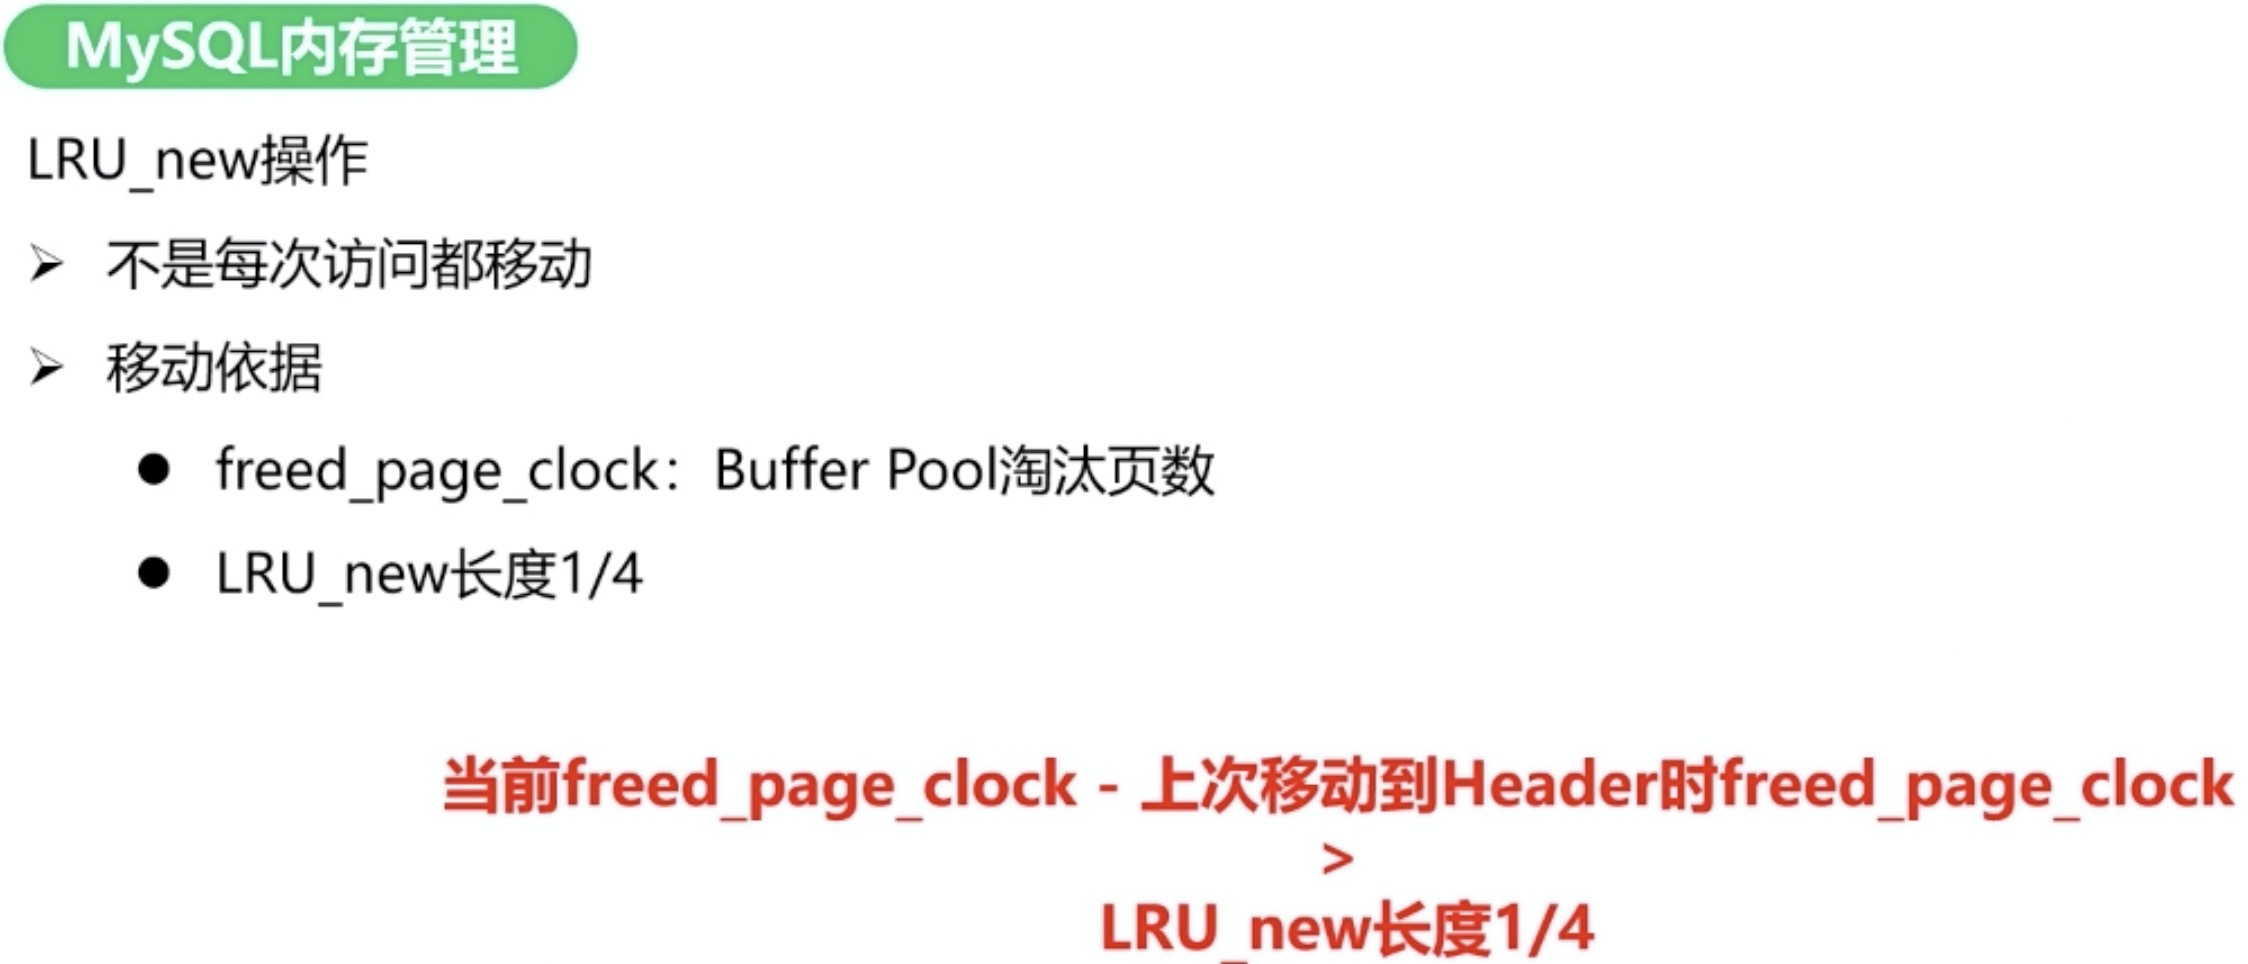 MySQL内存管理
LRU_new操作
不是每次访问都移动
移动依据
freed_page_clock：Buffer Pool淘汰页数
LRU_new长度1/4
当前freed_page_clock - 上次移动到Header时freed_page_clock
>
LRU_new长度1/4